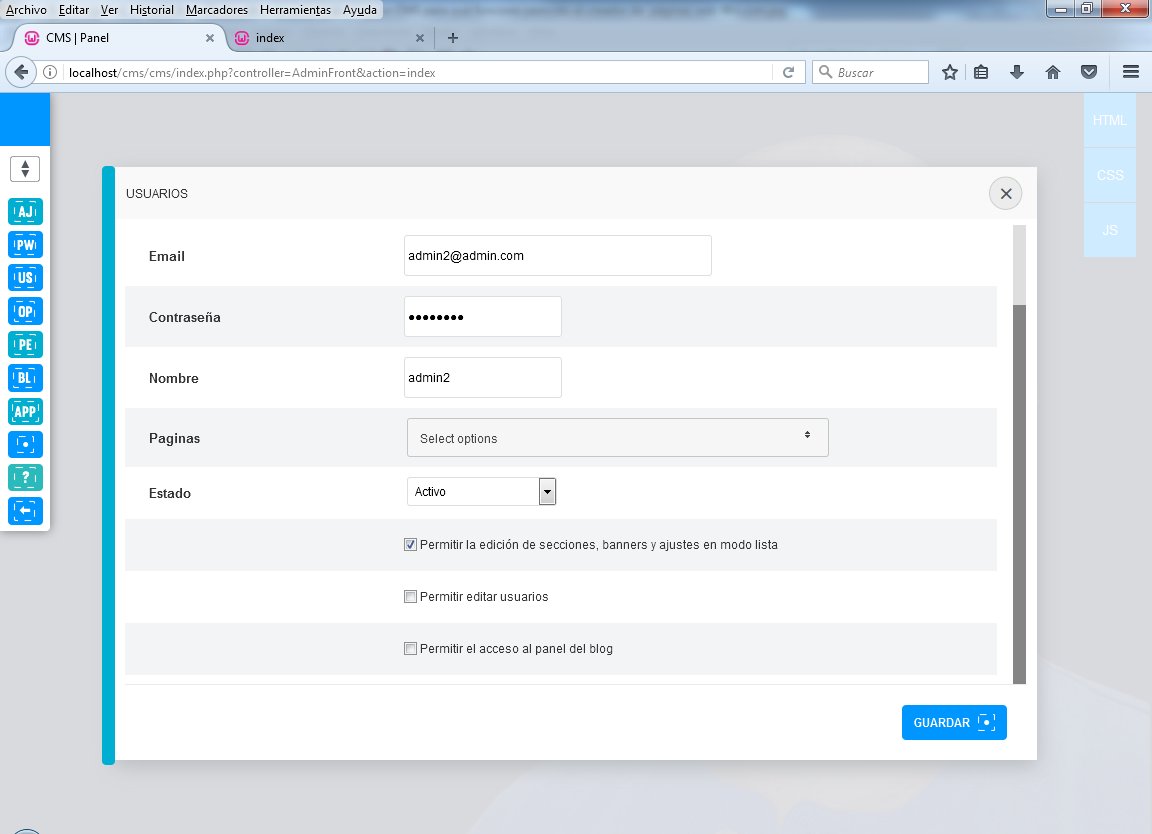 Archivo Editar Ver Historial Marcadores Herramientas Ayuda
CMS | Panel
index
localhost/cms/cms/index.php?controller=AdminFront&action=index
Buscar
HTML
CSS
JS
AJ
PW
US
OP
PE
BL
APP
?
USUARIOS
Email
admin2@admin.com
Contraseña
••••••••
Nombre
admin2
Paginas
Select options
Estado
Activo
Permitir la edición de secciones, banners y ajustes en modo lista
Permitir editar usuarios
Permitir el acceso al panel del blog
GUARDAR